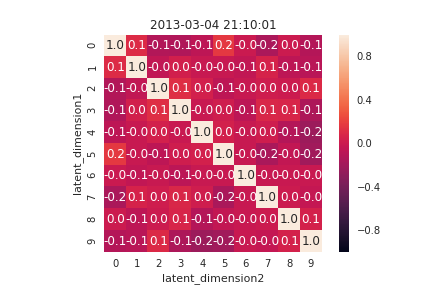 2013-03-04 21:10:01
latent_dimension1
0 1.0 0.1 -0.1 -0.1 -0.1 0.2 -0.0 -0.2 0.0 -0.1
1 0.1 1.0 -0.0 0.0 -0.0 -0.0 -0.1 0.1 -0.1 -0.1
2 -0.1 -0.0 1.0 0.1 0.0 -0.1 -0.0 0.0 0.0 0.1
3 -0.1 0.0 0.1 1.0 -0.0 0.0 -0.1 0.1 0.1 -0.1
4 -0.1 -0.0 0.0 -0.0 1.0 0.0 -0.0 0.0 -0.1 -0.2
5 0.2 -0.0 -0.1 0.0 0.0 1.0 -0.0 -0.2 -0.0 -0.2
6 -0.0 -0.1 -0.0 -0.1 -0.0 -0.0 1.0 -0.0 -0.0 -0.0
7 -0.2 0.1 0.0 0.1 0.0 -0.2 -0.0 1.0 0.0 -0.0
8 0.0 -0.1 0.0 0.1 -0.1 -0.0 -0.0 0.0 1.0 0.1
9 -0.1 -0.1 0.1 -0.1 -0.2 -0.2 -0.0 -0.0 0.1 1.0
0 1 2 3 4 5 6 7 8 9
latent_dimension2
0.8
0.4
0.0
−0.4
−0.8